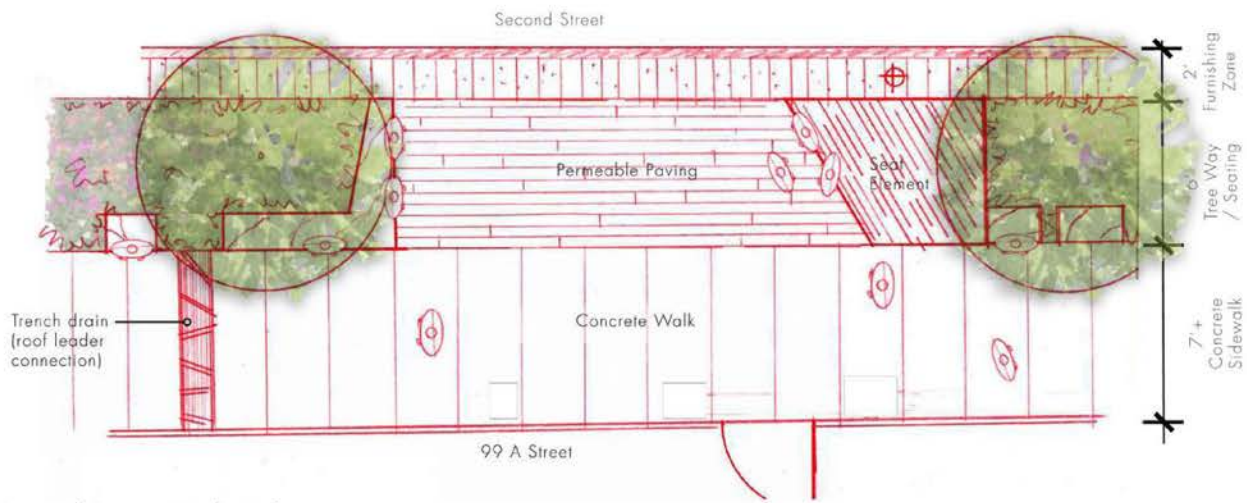 Second Street
2'
Furnishing
Zone
Permeable Paving
Seat
Element
6'
Tree Way
/ Seating
Trench drain
(roof leader
connection)
Concrete Walk
7'+
Concrete
Sidewalk
99 A Street